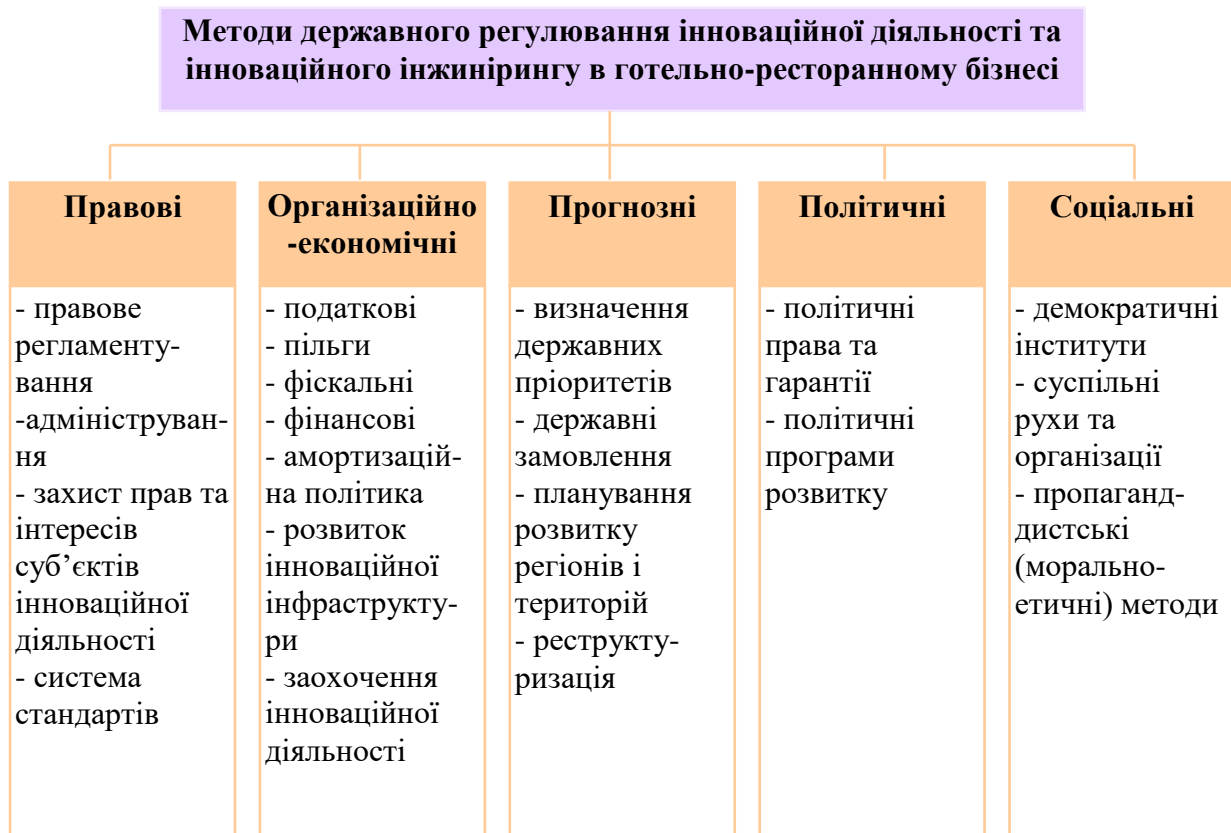 Методи державного регулювання інноваційної діяльності та
інноваційного інжинірингу в готельно-ресторанному бізнесі
Правові
- правове
регламенту-
вання
-адмініструван-
ня
- захист прав та
інтересів
суб’єктів
інноваційної
діяльності
- система
стандартів
Організаційно
-економічні
- податкові
- пільги
- фіскальні
- фінансові
- амортизацій-
на політика
- розвиток
інноваційної
інфраструкту-
ри
- заохочення
інноваційної
діяльності
Прогнозні
- визначення
державних
пріоритетів
- державні
замовлення
- планування
розвитку
регіонів і
територій
- реструкту-
ризація
Політичні
- політичні
права та
гарантії
- політичні
програми
розвитку
Соціальні
- демократичні
інститути
- суспільні
рухи та
організації
- пропаганд-
дистські
(морально-
етичні) методи